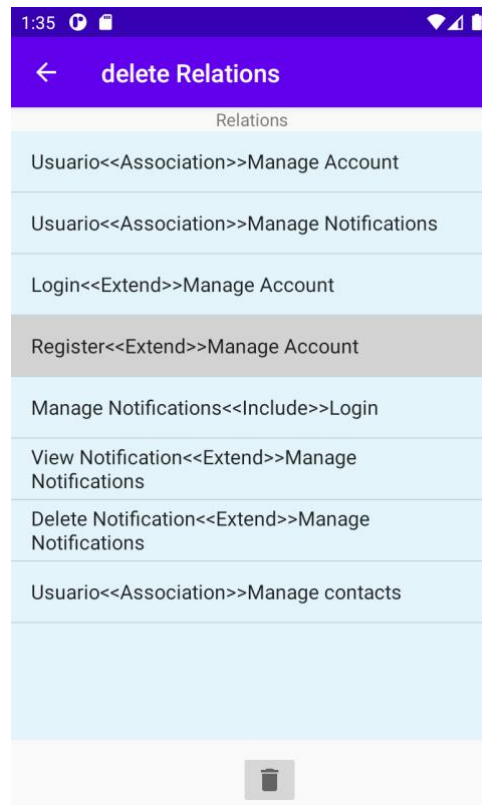 1:35
delete Relations
Relations
Usuario<<Association>>Manage Account
Usuario<<Association>>Manage Notifications
Login<<Extend>>Manage Account
Register<<Extend>>Manage Account
Manage Notifications<<Include>>Login
View Notification<<Extend>>Manage
Notifications
Delete Notification<<Extend>>Manage
Notifications
Usuario<<Association>>Manage contacts